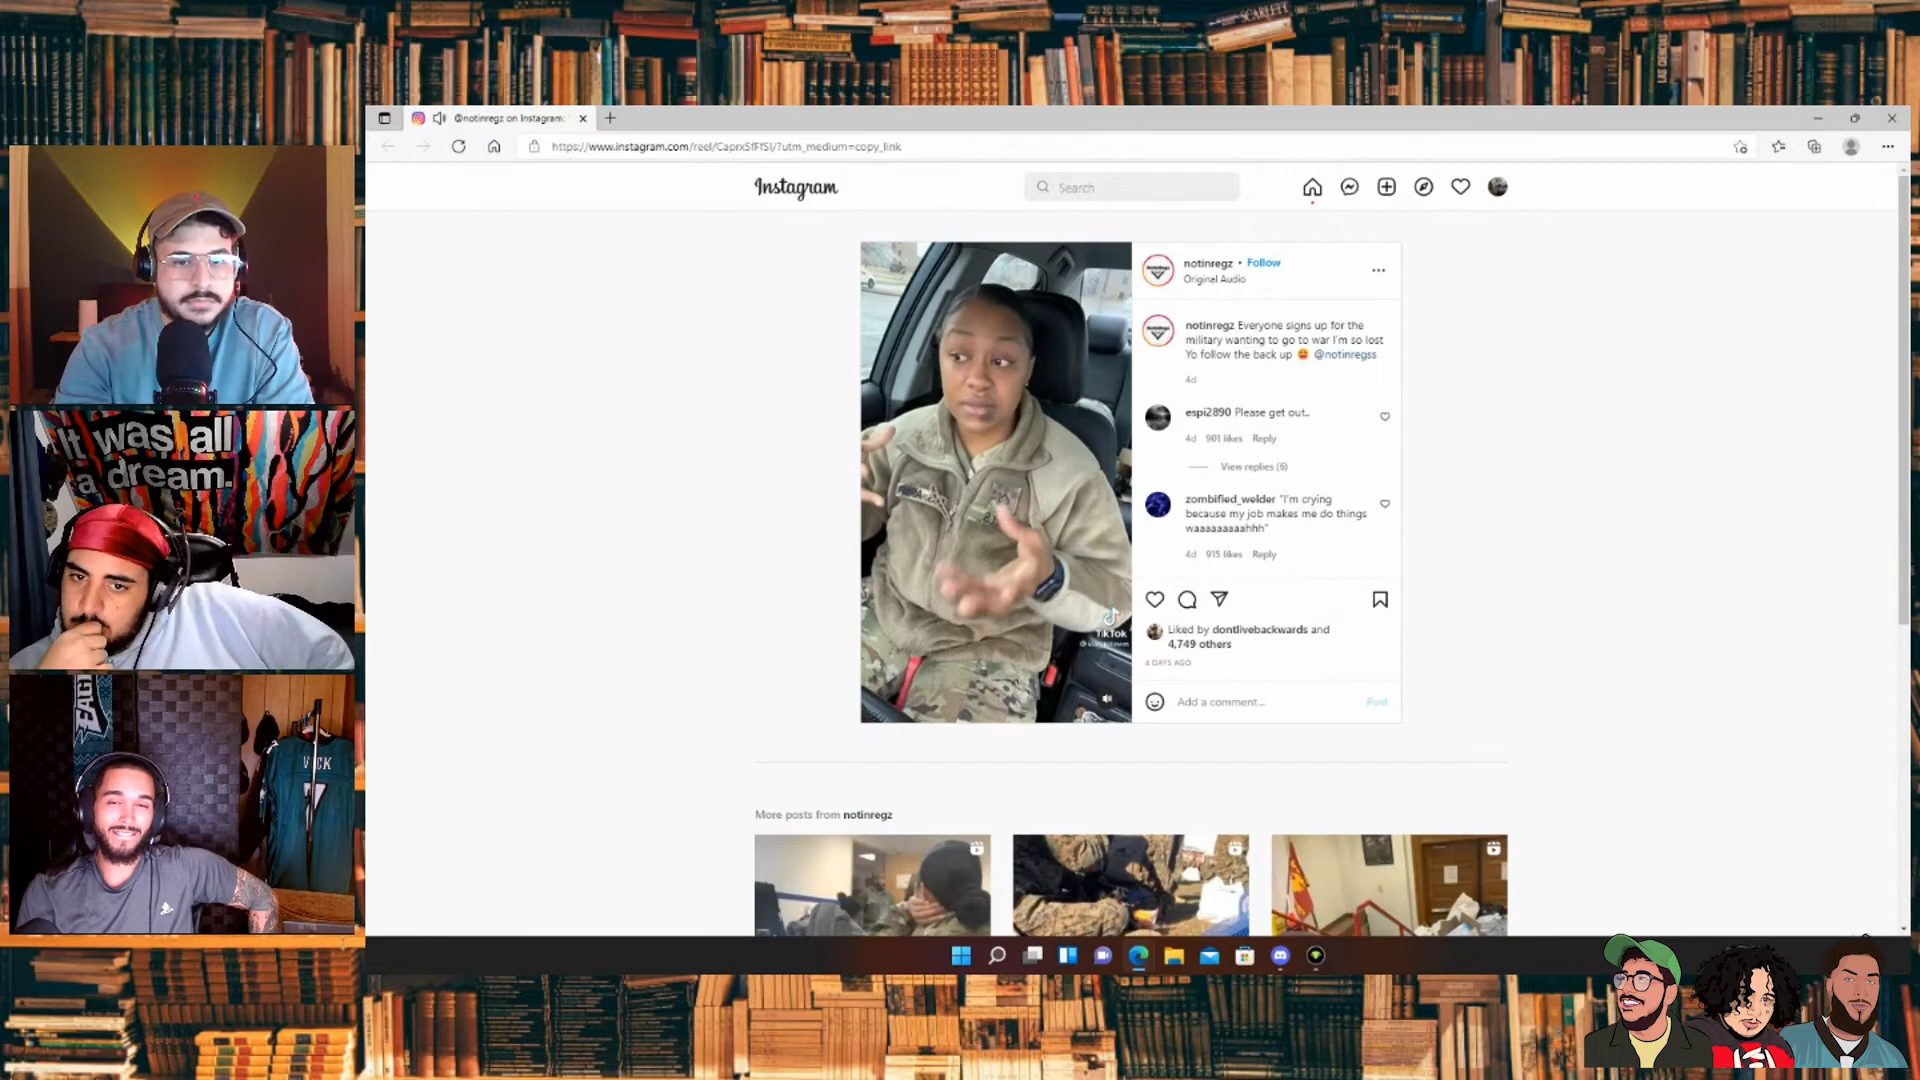 @notinregz on Instagram:
https://www.instagram.com/reel/CaprxSfFfSl/?utm_medium=copy_link
Instagram
Search
notinregz • Follow
Original Audio
notinregz Everyone signs up for the
military wanting to go to war I'm so lost
Yo follow the back up 🤩 @notinregss
4d
espi2890 Please get out..
4d 901 likes Reply
View replies (6)
zombified_welder "I'm crying
because my job makes me do things
waaaaaaaaahhh"
4d 915 likes Reply
Liked by dontlivebackwards and
4,749 others
4 DAYS AGO
Add a comment... Post
TikTok
More posts from notinregz
It was all
a dream.
EAGL
VICK
7
SCARLET